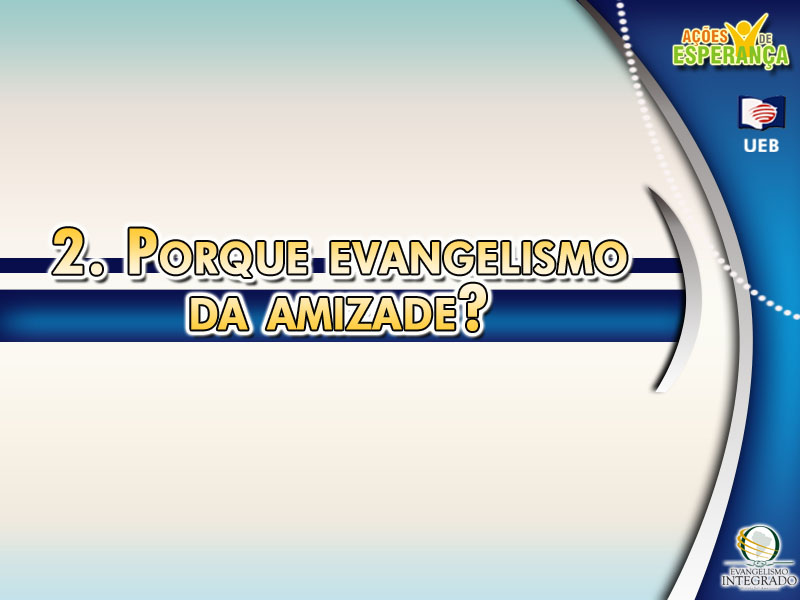 AÇÕES DE
ESPERANÇA
UEB
2. PORQUE EVANGELISMO
DA AMIZADE?
EVANGELISMO
INTEGRADO